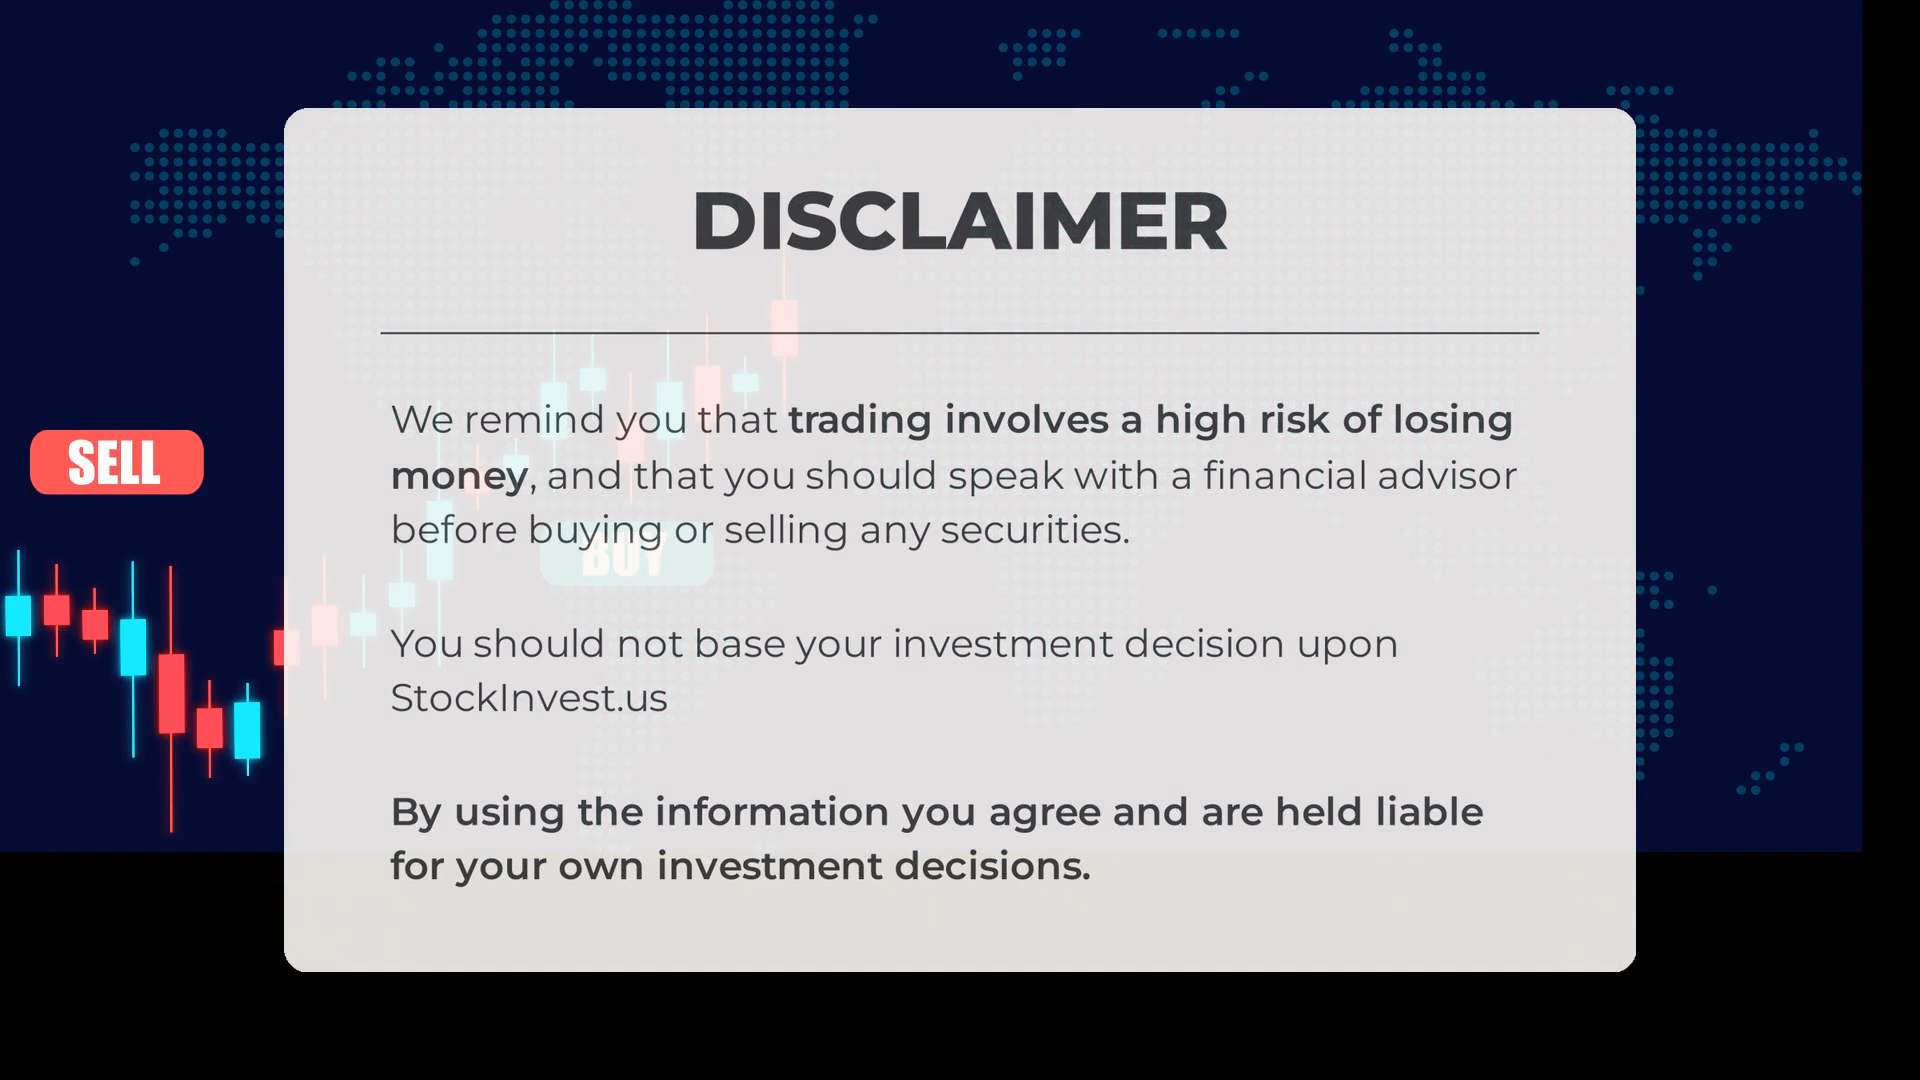 DISCLAIMER
SELL
We remind you that trading involves a high risk of losing
money, and that you should speak with a financial advisor
before buying or selling any securities.
BUY
You should not base your investment decision upon
StockInvest.us
By using the information you agree and are held liable
for your own investment decisions.